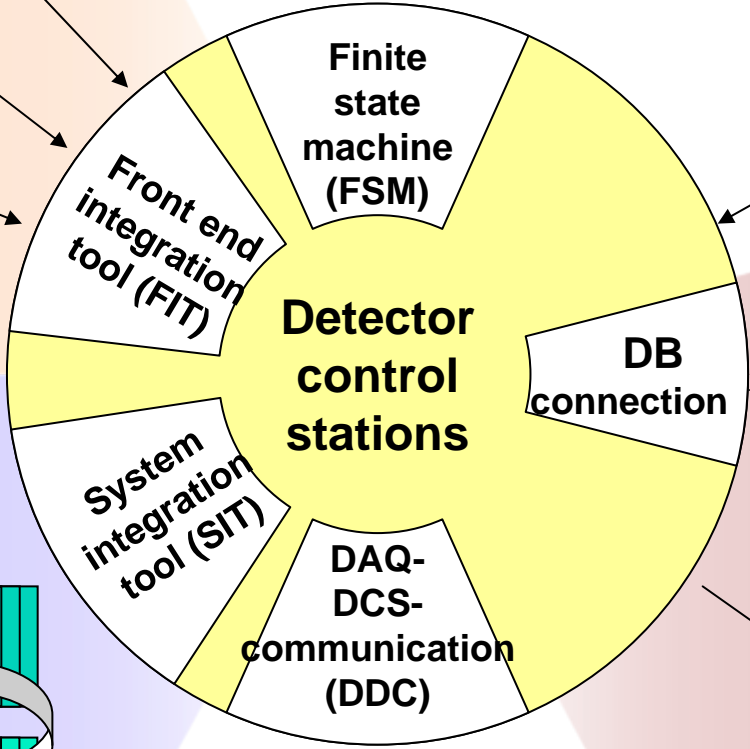 Finite
state
machine
(FSM)
Front end
integration
tool (FIT)
Detector
control
stations
DB
connection
System
integration
tool (SIT)
DAQ-
DCS-
communication
(DDC)